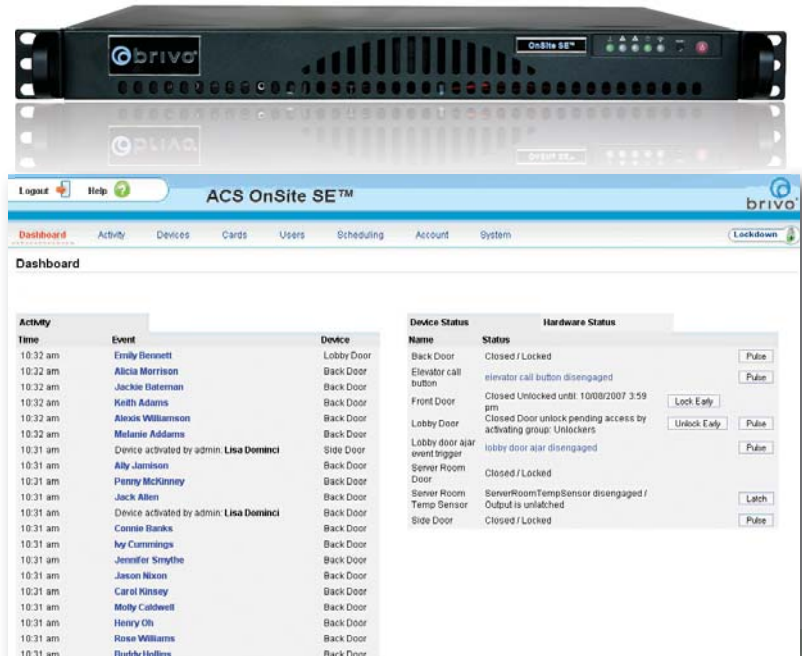 brivo
OnSite SE™
Logout Help ACS OnSite SE™
brivo
Dashboard Activity Devices Cards Users Scheduling Account System Lockdown
Dashboard
Activity
Time Event Device
10:32 am Emily Bennett Lobby Door
10:32 am Alicia Morrison Back Door
10:32 am Jackie Bateman Back Door
10:32 am Keith Adams Back Door
10:32 am Alexis Williamson Back Door
10:32 am Melanie Addams Back Door
10:31 am Device activated by admin: Lisa Dominci Side Door
10:31 am Ally Jamison Back Door
10:31 am Penny McKinney Back Door
10:31 am Jack Allen Back Door
10:31 am Device activated by admin: Lisa Dominci Back Door
10:31 am Connie Banks Back Door
10:31 am Ivy Cummings Back Door
10:31 am Jennifer Smythe Back Door
10:31 am Jason Nixon Back Door
10:31 am Carol Kinsey Back Door
10:31 am Molly Caldwell Back Door
10:31 am Henry Oh Back Door
10:31 am Rose Williams Back Door
10:31 am Buddy Hollins Back Door
Device Status Hardware Status
Name Status
Back Door Closed / Locked Pulse
Elevator call
button elevator call button disengaged Pulse
Front Door Closed Unlocked until: 10/08/2007 3:59
pm Lock Early
Lobby Door Closed Door unlock pending access by
activating group: Unlockers Unlock Early Pulse
Lobby door ajar
event trigger lobby door ajar disengaged Pulse
Server Room
Door Closed / Locked
Server Room
Temp Sensor ServerRoomTempSensor disengaged /
Output is unlatched Latch
Side Door Closed / Locked Pulse